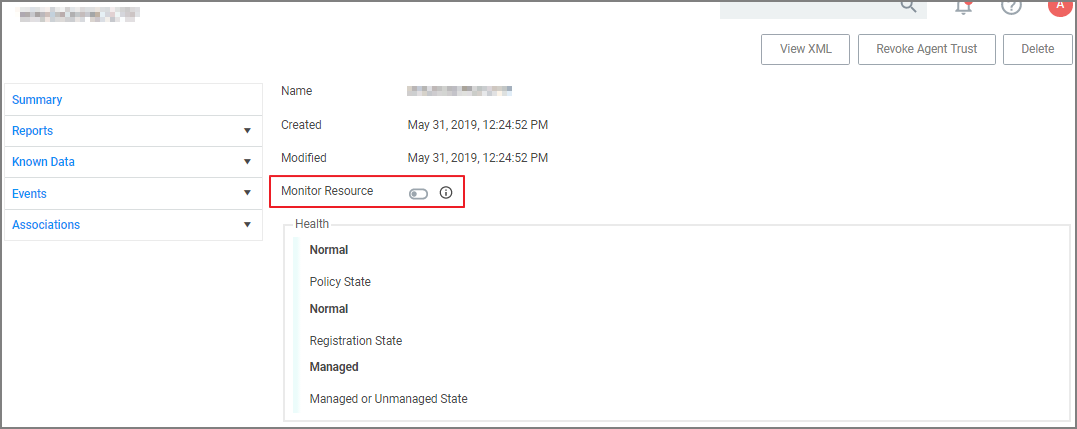 A
View XML
Revoke Agent Trust
Delete
Summary
Reports
Known Data
Events
Associations
Name
Created May 31, 2019, 12:24:52 PM
Modified May 31, 2019, 12:24:52 PM
Monitor Resource
Health
Normal
Policy State
Normal
Registration State
Managed
Managed or Unmanaged State